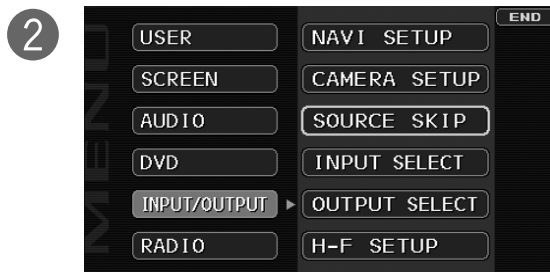 2
END
MENU
USER
SCREEN
AUDIO
DVD
INPUT/OUTPUT
RADIO
NAVI SETUP
CAMERA SETUP
SOURCE SKIP
INPUT SELECT
OUTPUT SELECT
H-F SETUP